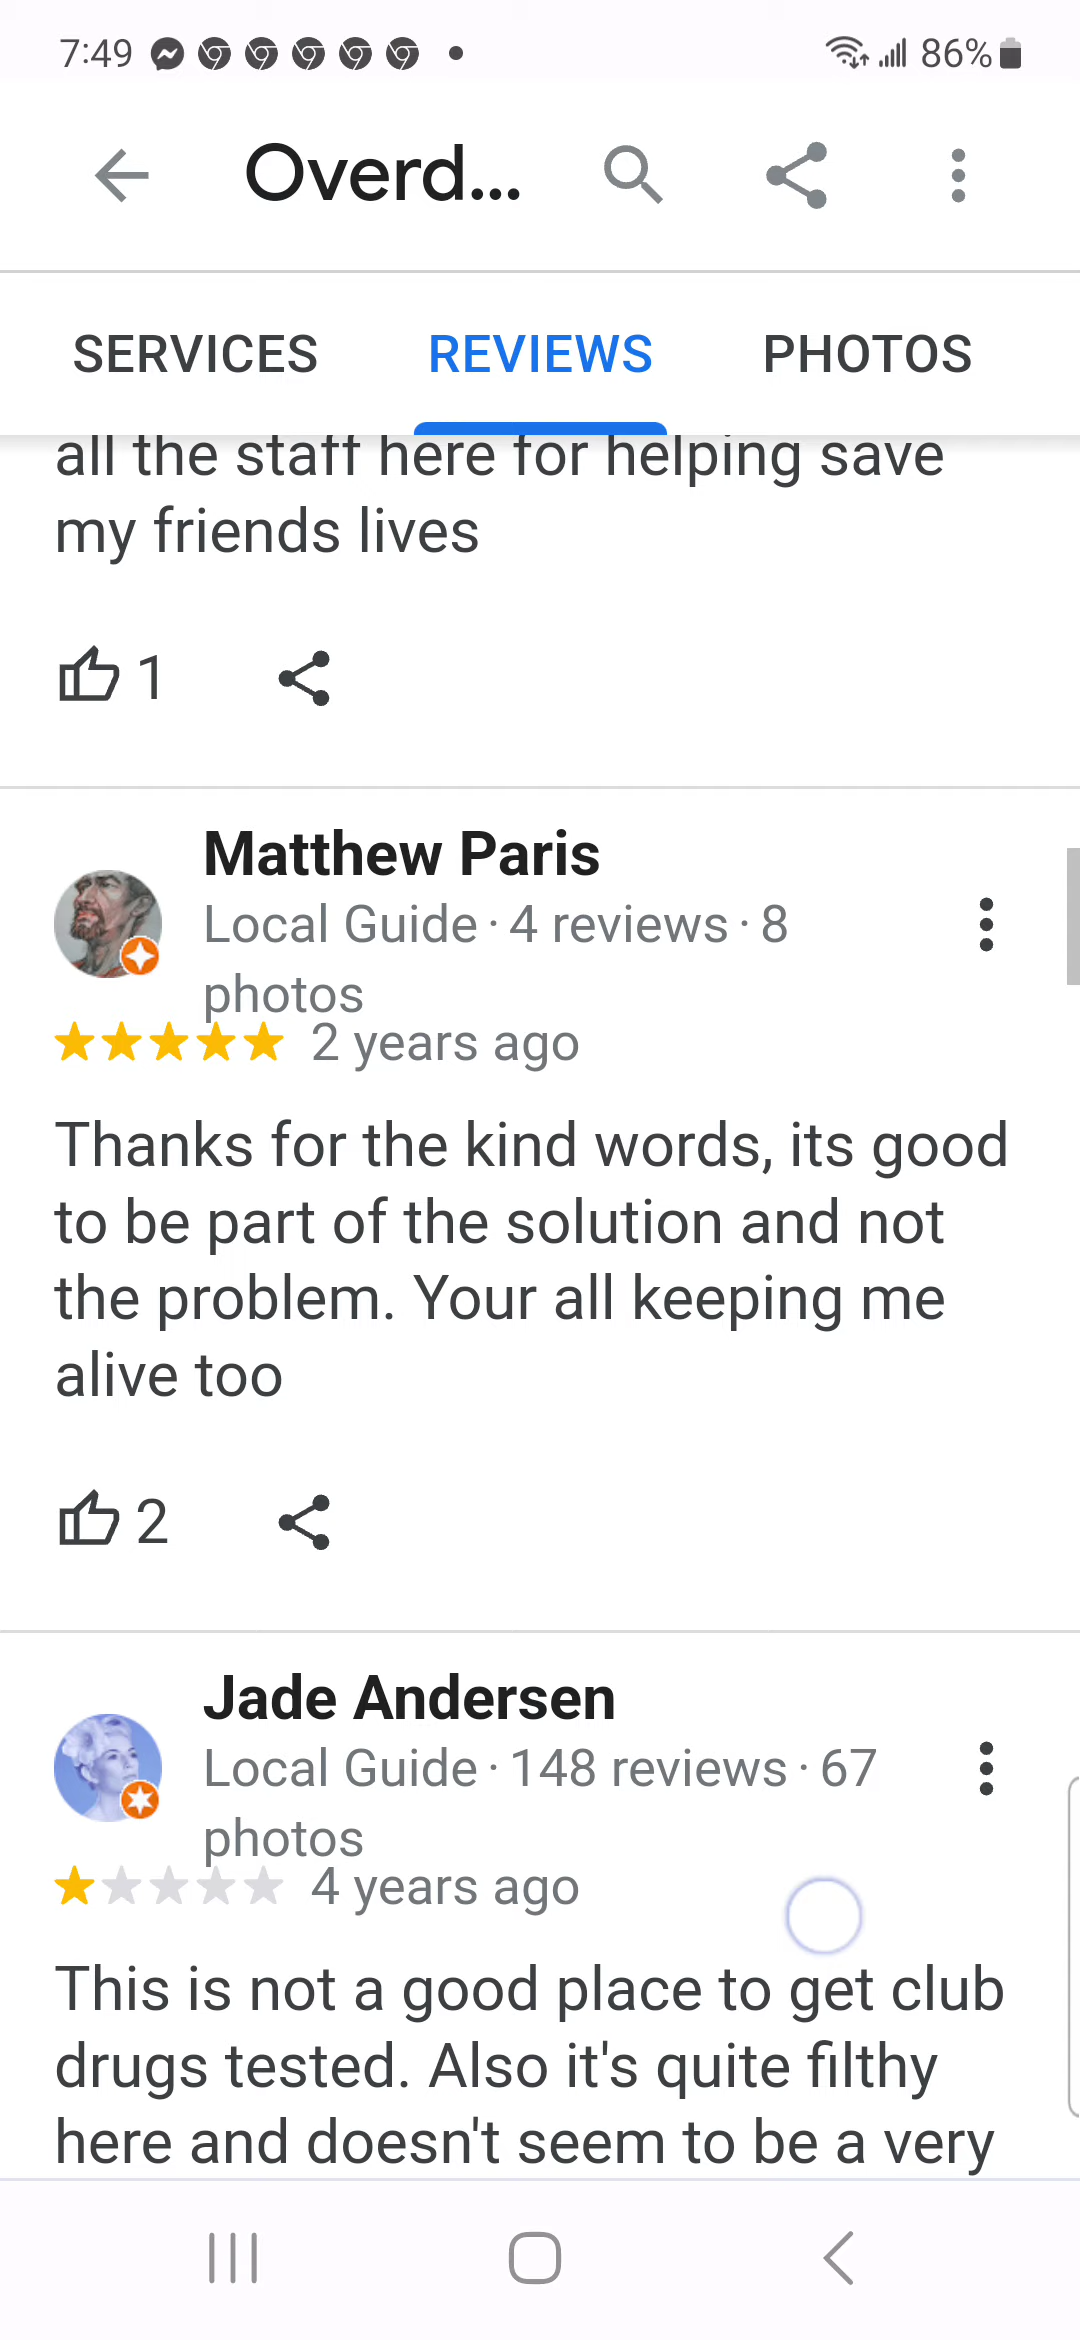 7:49 86%
Overd...
SERVICES REVIEWS PHOTOS
all the staff here for helping save
my friends lives
1
Matthew Paris
Local Guide · 4 reviews · 8
photos
2 years ago
Thanks for the kind words, its good
to be part of the solution and not
the problem. Your all keeping me
alive too
2
Jade Andersen
Local Guide · 148 reviews · 67
photos
4 years ago
This is not a good place to get club
drugs tested. Also it's quite filthy
here and doesn't seem to be a very